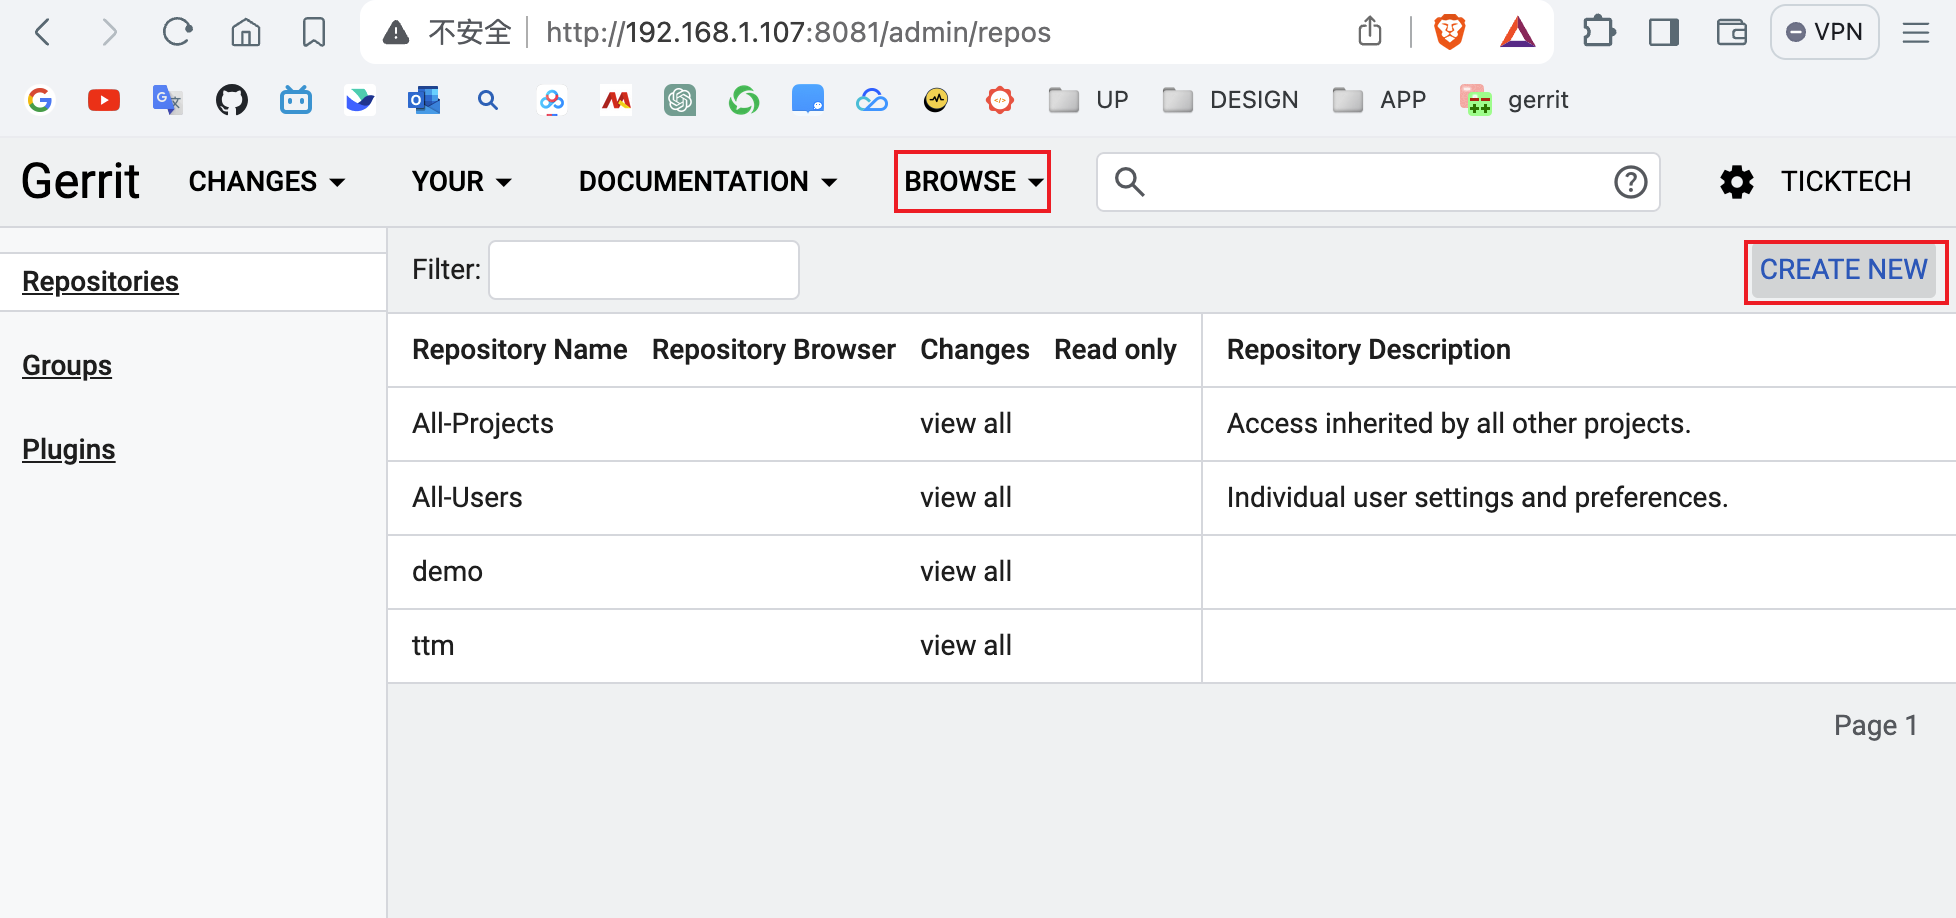 不安全 http://192.168.1.107:8081/admin/repos VPN
UP DESIGN APP gerrit
Gerrit CHANGES YOUR DOCUMENTATION BROWSE TICKTECH
Repositories
Groups
Plugins
Filter: CREATE NEW
Repository Name Repository Browser Changes Read only Repository Description
All-Projects view all Access inherited by all other projects.
All-Users view all Individual user settings and preferences.
demo view all
ttm view all
Page 1